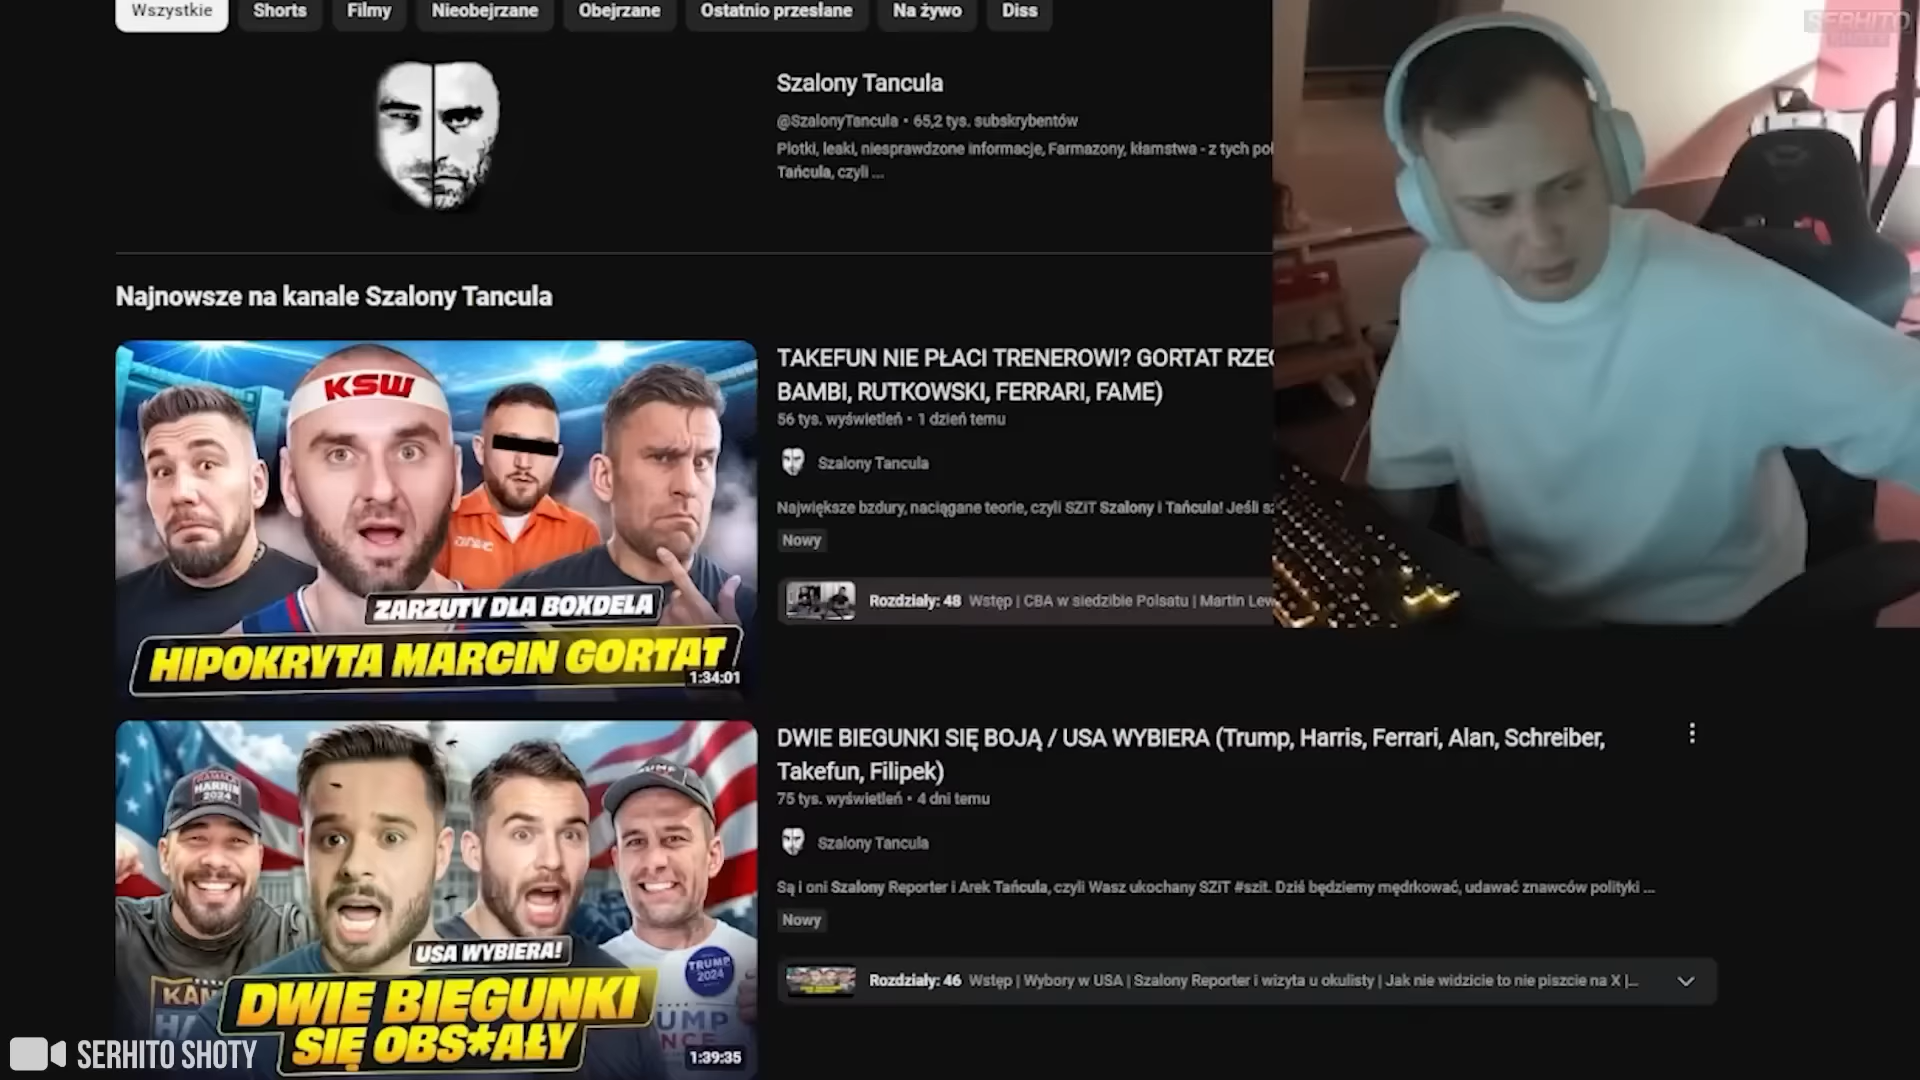 Wszystkie
Shorts
Filmy
Nieobejrzane
Obejrzane
Ostatnio przesłane
Na żywo
Diss
SERHITO
Szalony Tancula
@SzalonyTancula • 65,2 tys. subskrybentów
Plotki, leaki, niesprawdzone informacje, Farmazony, kłamstwa - z tych poł
Tańcula, czyli ...
Najnowsze na kanale Szalony Tancula
KSW
ZARZUTY DLA BOXDELA
HIPOKRYTA MARCIN GORTAT
1:34:01
TAKEFUN NIE PŁACI TRENEROWI? GORTAT RZEC
BAMBI, RUTKOWSKI, FERRARI, FAME)
56 tys. wyświetleń • 1 dzień temu
Szalony Tancula
Największe bzdury, naciągane teorie, czyli SZiT Szalony i Tańcula! Jeśli sz
Nowy
Rozdziały: 48 Wstęp | CBA w siedzibie Polsatu | Martin Lew
HARRIS
2024
TRUMP
2024
USA WYBIERA!
DWIE BIEGUNKI
SIĘ OBS*AŁY
1:39:35
DWIE BIEGUNKI SIĘ BOJĄ / USA WYBIERA (Trump, Harris, Ferrari, Alan, Schreiber,
Takefun, Filipek)
75 tys. wyświetleń • 4 dni temu
Szalony Tancula
Są i oni Szalony Reporter i Arek Tańcula, czyli Wasz ukochany SZiT #szit. Dziś będziemy mędrkować, udawać znawców polityki ...
Nowy
Rozdziały: 46 Wstęp | Wybory w USA | Szalony Reporter i wizyta u okulisty | Jak nie widzicie to nie piszcie na X |...
SERHITO SHOTY